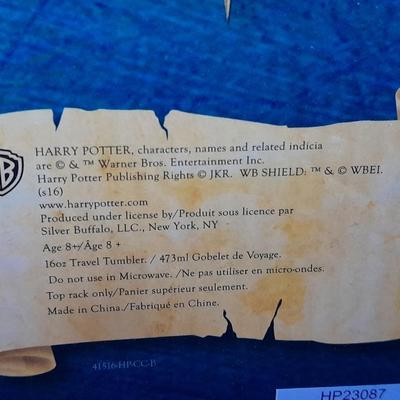 HARRY POTTER, characters, names and related indicia
are © & ™ Warner Bros. Entertainment Inc.
Harry Potter Publishing Rights © JKR. WB SHIELD: ™ & © WBEI.
(s16)
www.harrypotter.com
Produced under license by/Produit sous licence par
Silver Buffalo, LLC., New York, NY
Age 8+/Âge 8 +
16oz Travel Tumbler. / 473ml Gobelet de Voyage.
Do not use in Microwave. /Ne pas utiliser en micro-ondes.
Top rack only/Panier supérieur seulement.
Made in China./Fabriqué en Chine.
41516-HP-CC-B
HP23087